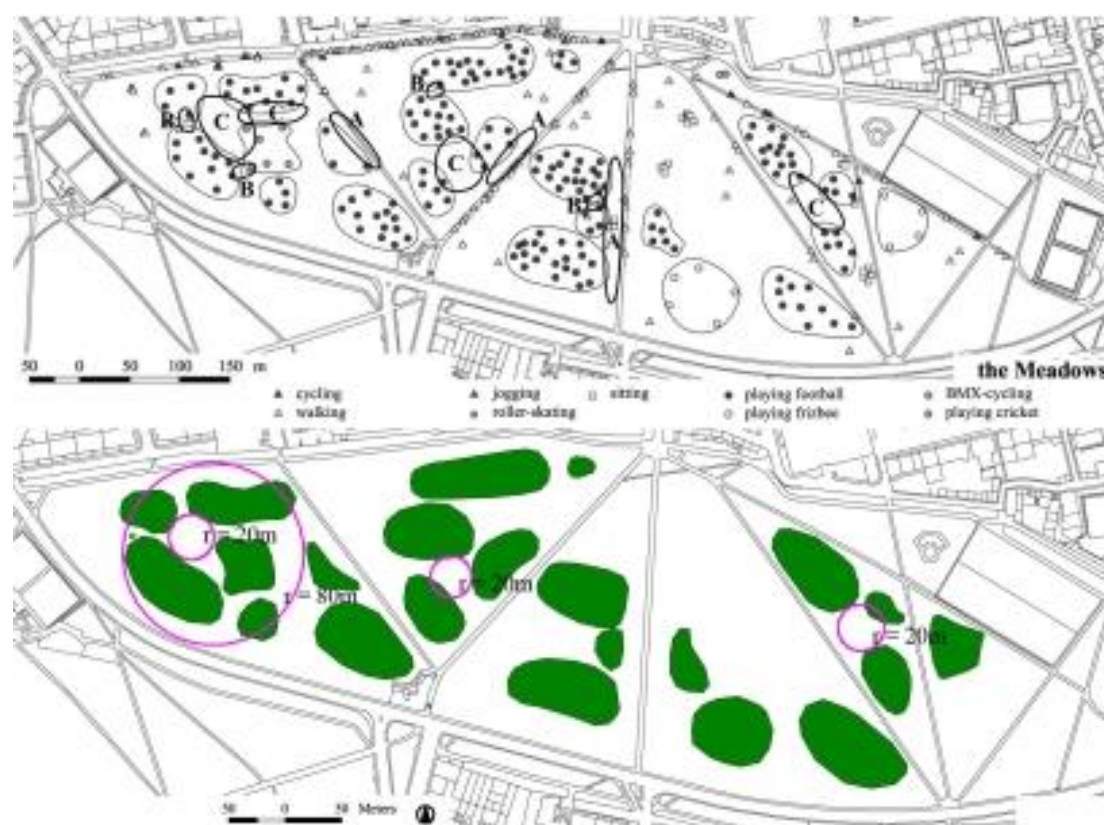 B
C
C
B
A
B
C
A
B
A
C
50 0 50 100 150 m
the Meadows
cycling
jogging
sitting
playing football
BMX-cycling
walking
roller-skating
playing frizbee
playing cricket
r = 20m
r = 80m
r = 20m
r = 20m
50 0 50 Meters